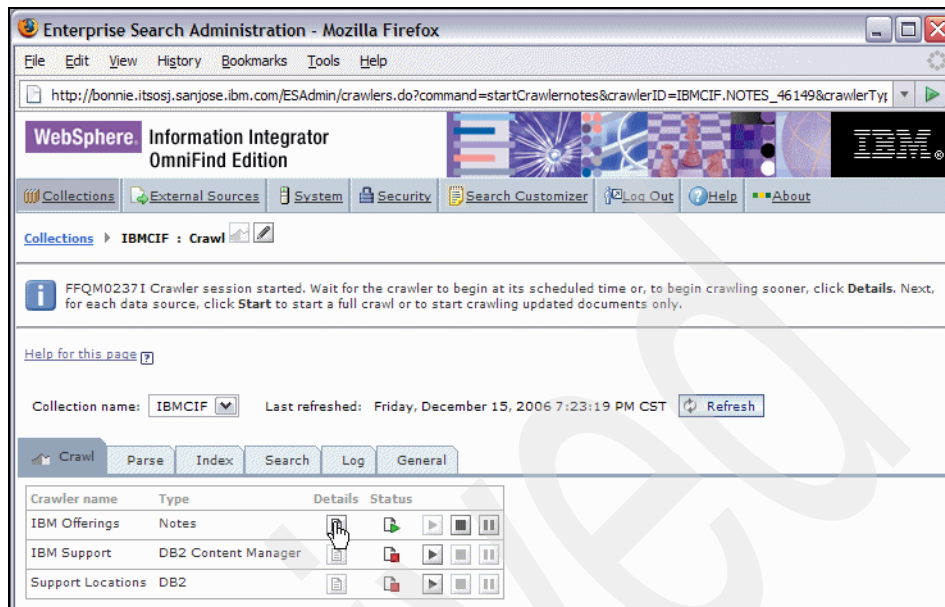 Enterprise Search Administration - Mozilla Firefox
File Edit View History Bookmarks Tools Help
http://bonnie.itsosj.sanjose.ibm.com/ESAdmin/crawlers.do?command=startCrawlernotes&crawlerID=IBMCIF.NOTES_46149&crawlerTy
WebSphere. Information Integrator
OmniFind Edition
IBM®
Collections External Sources System Security Search Customizer Log Out Help About
Collections IBMCIF : Crawl
FFQM0237I Crawler session started. Wait for the crawler to begin at its scheduled time or, to begin crawling sooner, click Details. Next,
for each data source, click Start to start a full crawl or to start crawling updated documents only.
Help for this page ?
Collection name: IBMCIF Last refreshed: Friday, December 15, 2006 7:23:19 PM CST Refresh
Crawl Parse Index Search Log General
Crawler name Type Details Status
IBM Offerings Notes
IBM Support DB2 Content Manager
Support Locations DB2